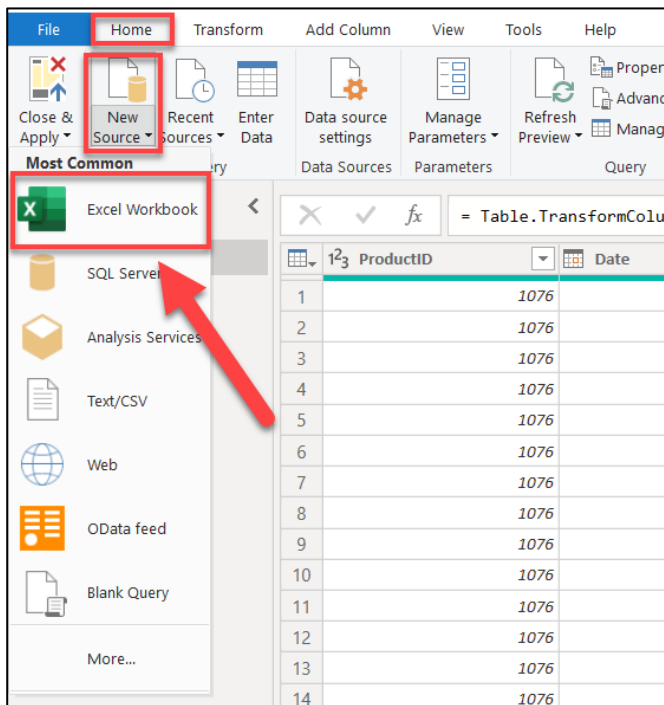 File Home Transform Add Column View Tools Help
Close &
Apply
New
Source
Recent
Sources
Enter
Data
Data source
settings
Manage
Parameters
Refresh
Preview
Proper
Advanc
Manag
Most Common
ry
Data Sources
Parameters
Query
X
Excel Workbook
SQL Server
Analysis Services
Text/CSV
Web
OData feed
Blank Query
More...
fx = Table.TransformColu
1²3 ProductID Date
1 1076
2 1076
3 1076
4 1076
5 1076
6 1076
7 1076
8 1076
9 1076
10 1076
11 1076
12 1076
13 1076
14 1076